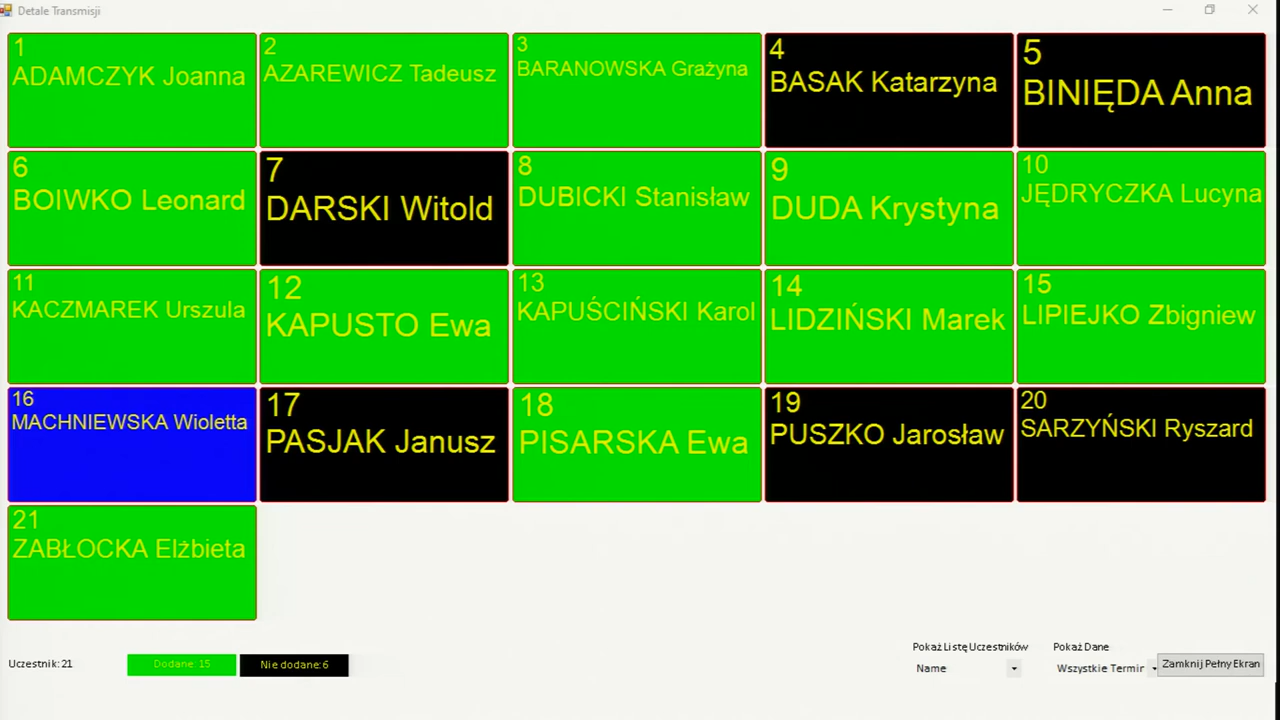 Detale Transmisji
1
ADAMCZYK Joanna
2
AZAREWICZ Tadeusz
3
BARANOWSKA Grażyna
4
BASAK Katarzyna
5
BINIĘDA Anna
6
BOIWKO Leonard
7
DARSKI Witold
8
DUBICKI Stanisław
9
DUDA Krystyna
10
JĘDRYCZKA Lucyna
11
KACZMAREK Urszula
12
KAPUSTO Ewa
13
KAPUŚCIŃSKI Karol
14
LIDZIŃSKI Marek
15
LIPIEJKO Zbigniew
16
MACHNIEWSKA Wioletta
17
PASJAK Janusz
18
PISARSKA Ewa
19
PUSZKO Jarosław
20
SARZYŃSKI Ryszard
21
ZABŁOCKA Elżbieta
Pokaż Listę Uczestników
Pokaż Dane
Uczestnik: 21
Dodane: 15
Nie dodane: 6
Name
Wszystkie Termir
Zamknij Pełny Ekran